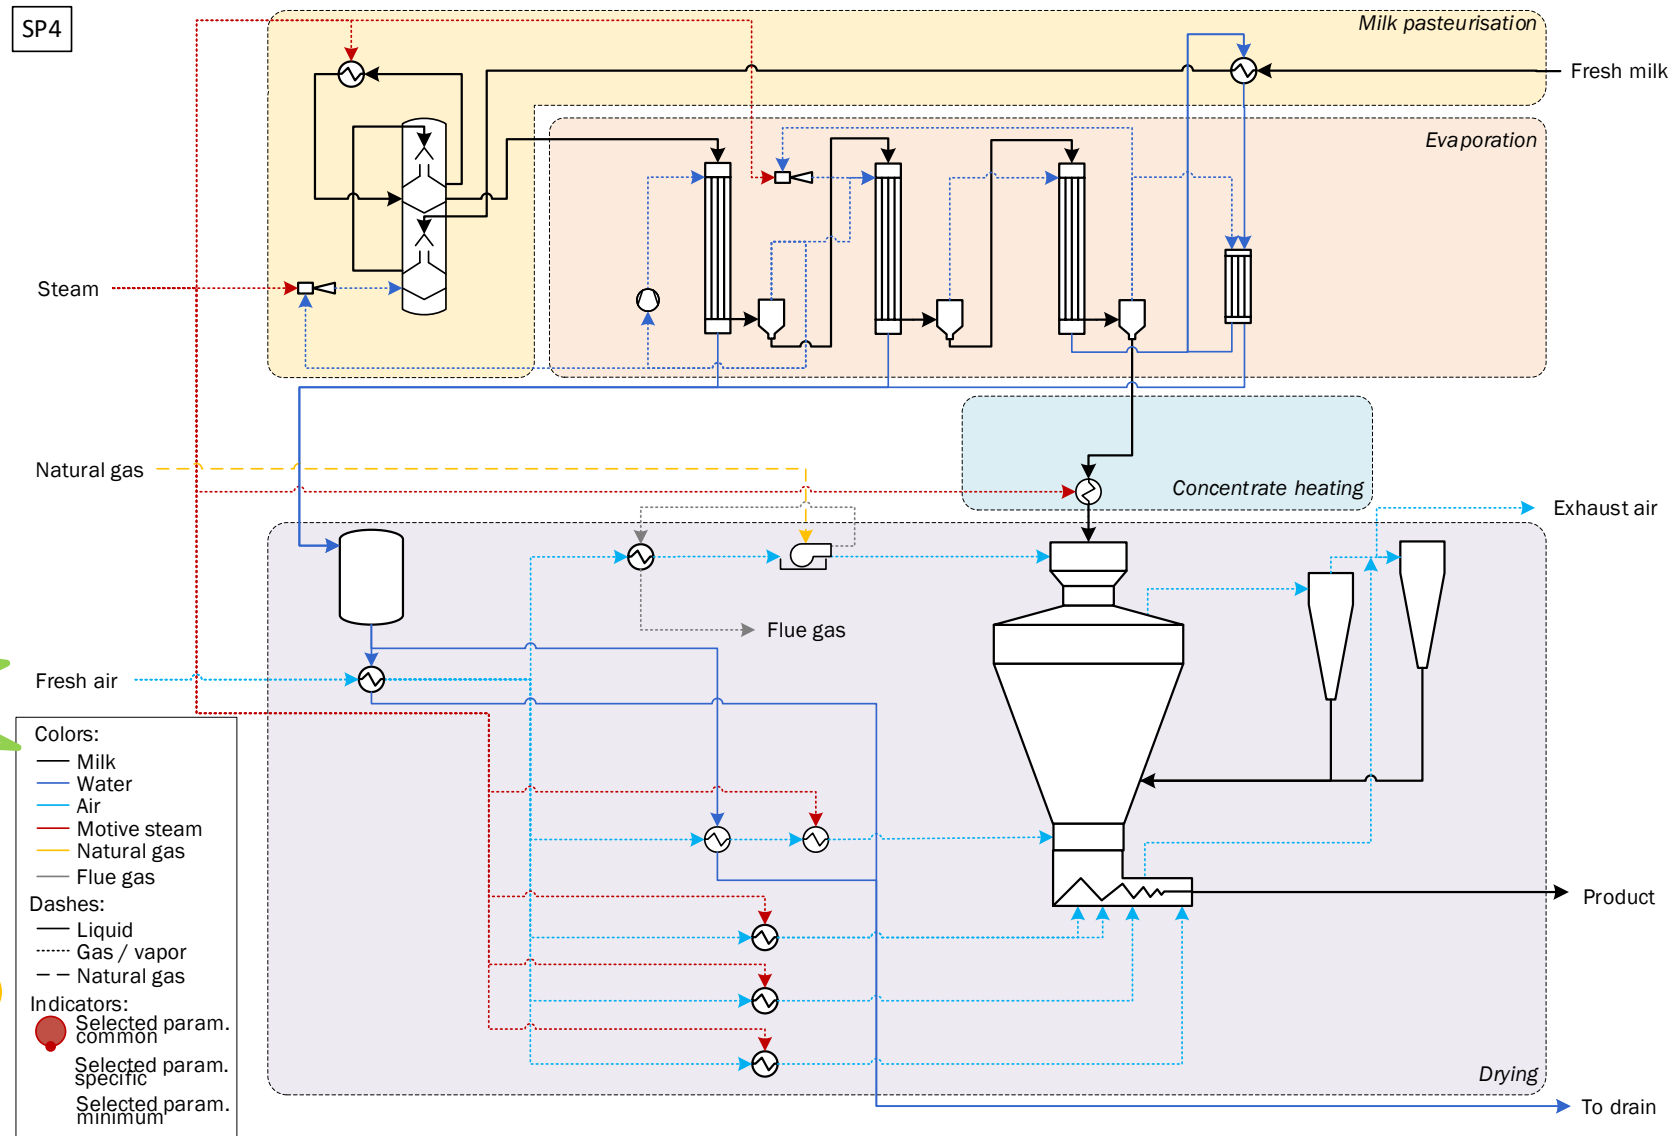 SP4
Milk pasteurisation
Fresh milk
Evaporation
Steam
Natural gas
Concentrate heating
Exhaust air
Flue gas
Fresh air
Colors:
Milk
Water
Air
Motive steam
Natural gas
Flue gas
Dashes:
Liquid
Gas / vapor
Natural gas
Indicators:
Selected param.
common
Selected param.
specific
Selected param.
minimum
Product
Drying
To drain